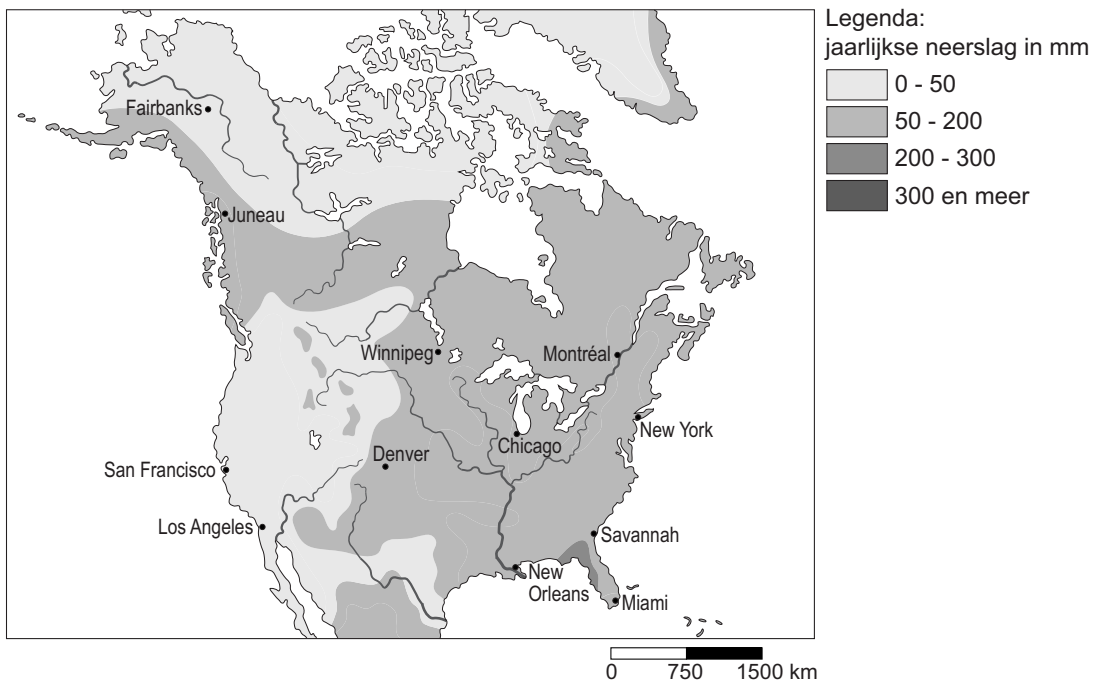 Legenda:
jaarlijkse neerslag in mm
0 - 50
50 - 200
200 - 300
300 en meer
Fairbanks
Juneau
Winnipeg
Montréal
New York
Chicago
Denver
San Francisco
Los Angeles
Savannah
New
Orleans
Miami
0 750 1500 km